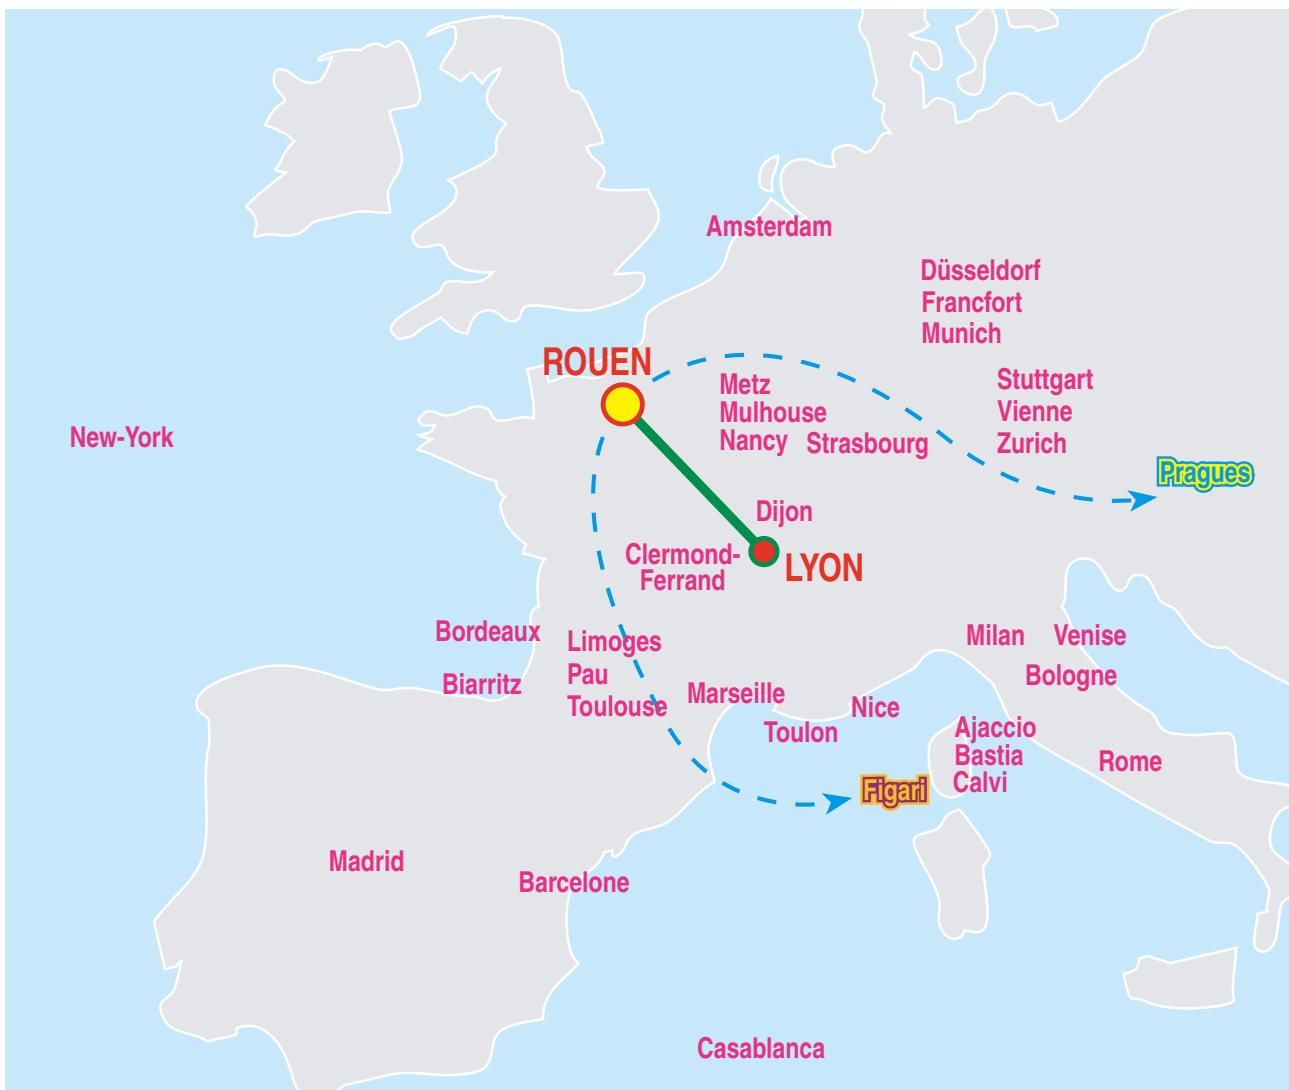 Amsterdam
Düsseldorf
Francfort
Munich
ROUEN
Metz
Mulhouse
Nancy
Strasbourg
Stuttgart
Vienne
Zurich
New-York
Pragues
Dijon
Clermond-
Ferrand
LYON
Bordeaux
Biarritz
Limoges
Pau
Toulouse
Marseille
Toulon
Nice
Milan
Venise
Bologne
Ajaccio
Bastia
Calvi
Rome
Figari
Madrid
Barcelone
Casablanca